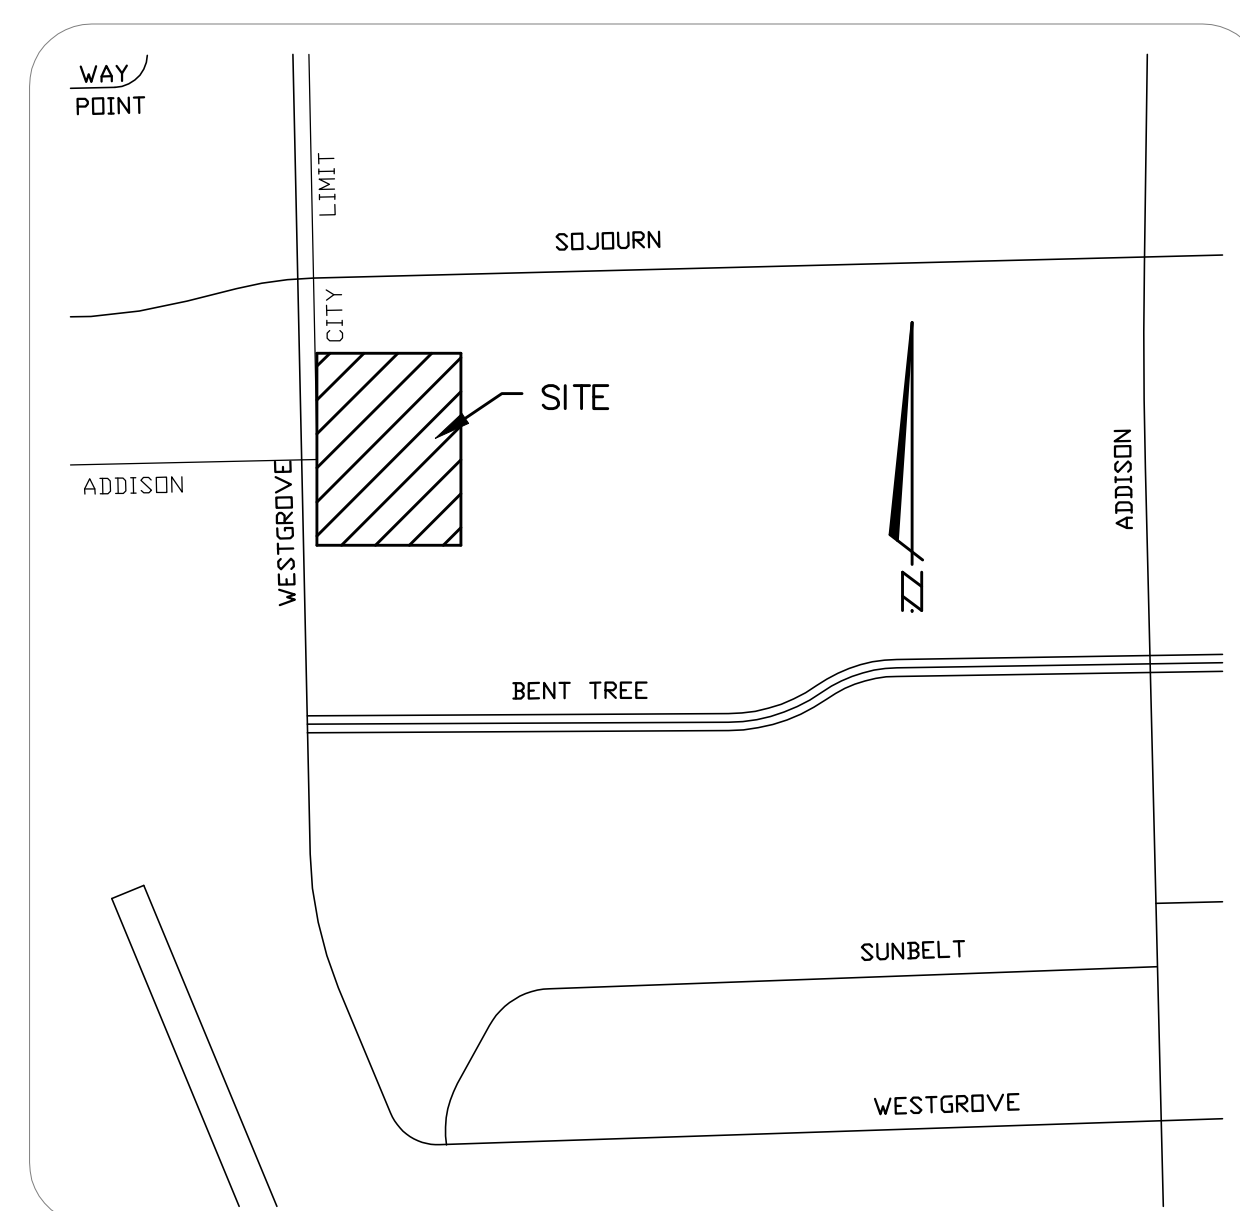 WAY
POINT
LIMIT
SOJOURN
CITY
SITE
ADDISON
ADDISON
WESTGROVE
N
BENT TREE
SUNBELT
WESTGROVE